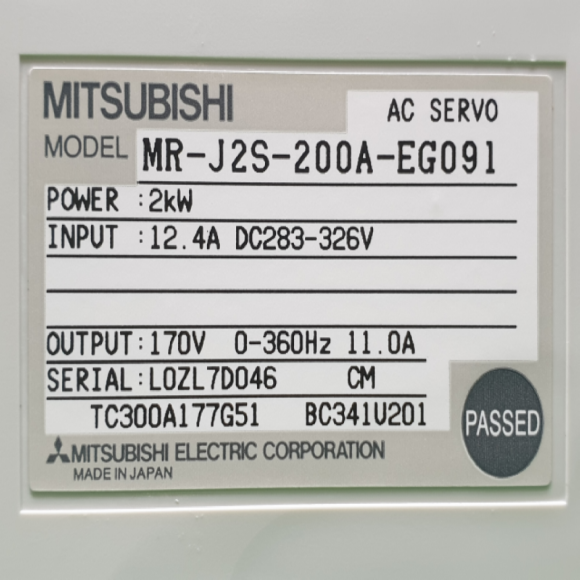 MITSUBISHI
AC SERVO
MODEL MR-J2S-200A-EG091
POWER :2kW
INPUT :12.4A DC283-326V
OUTPUT:170V 0-360Hz 11.0A
SERIAL:L0ZL7D046 CM
TC300A177G51 BC341U201
PASSED
MITSUBISHI ELECTRIC CORPORATION
MADE IN JAPAN